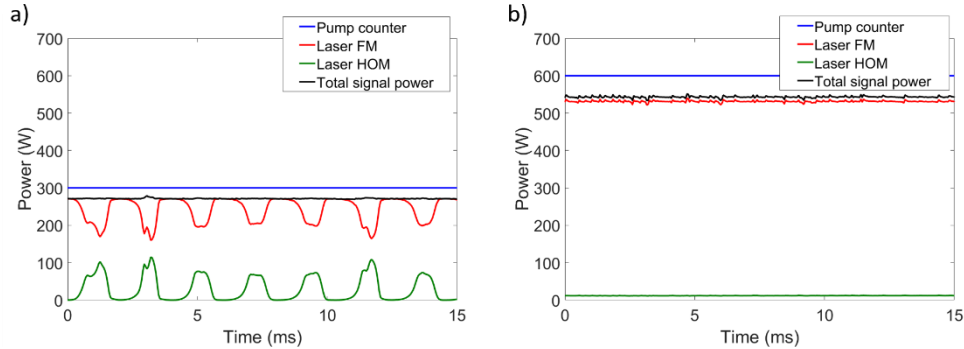 a)
Pump counter
Laser FM
Laser HOM
Total signal power
700
600
500
400
300
200
100
0
Power (W)
0
5
10
15
Time (ms)
b)
Pump counter
Laser FM
Laser HOM
Total signal power
700
600
500
400
300
200
100
0
Power (W)
0
5
10
15
Time (ms)